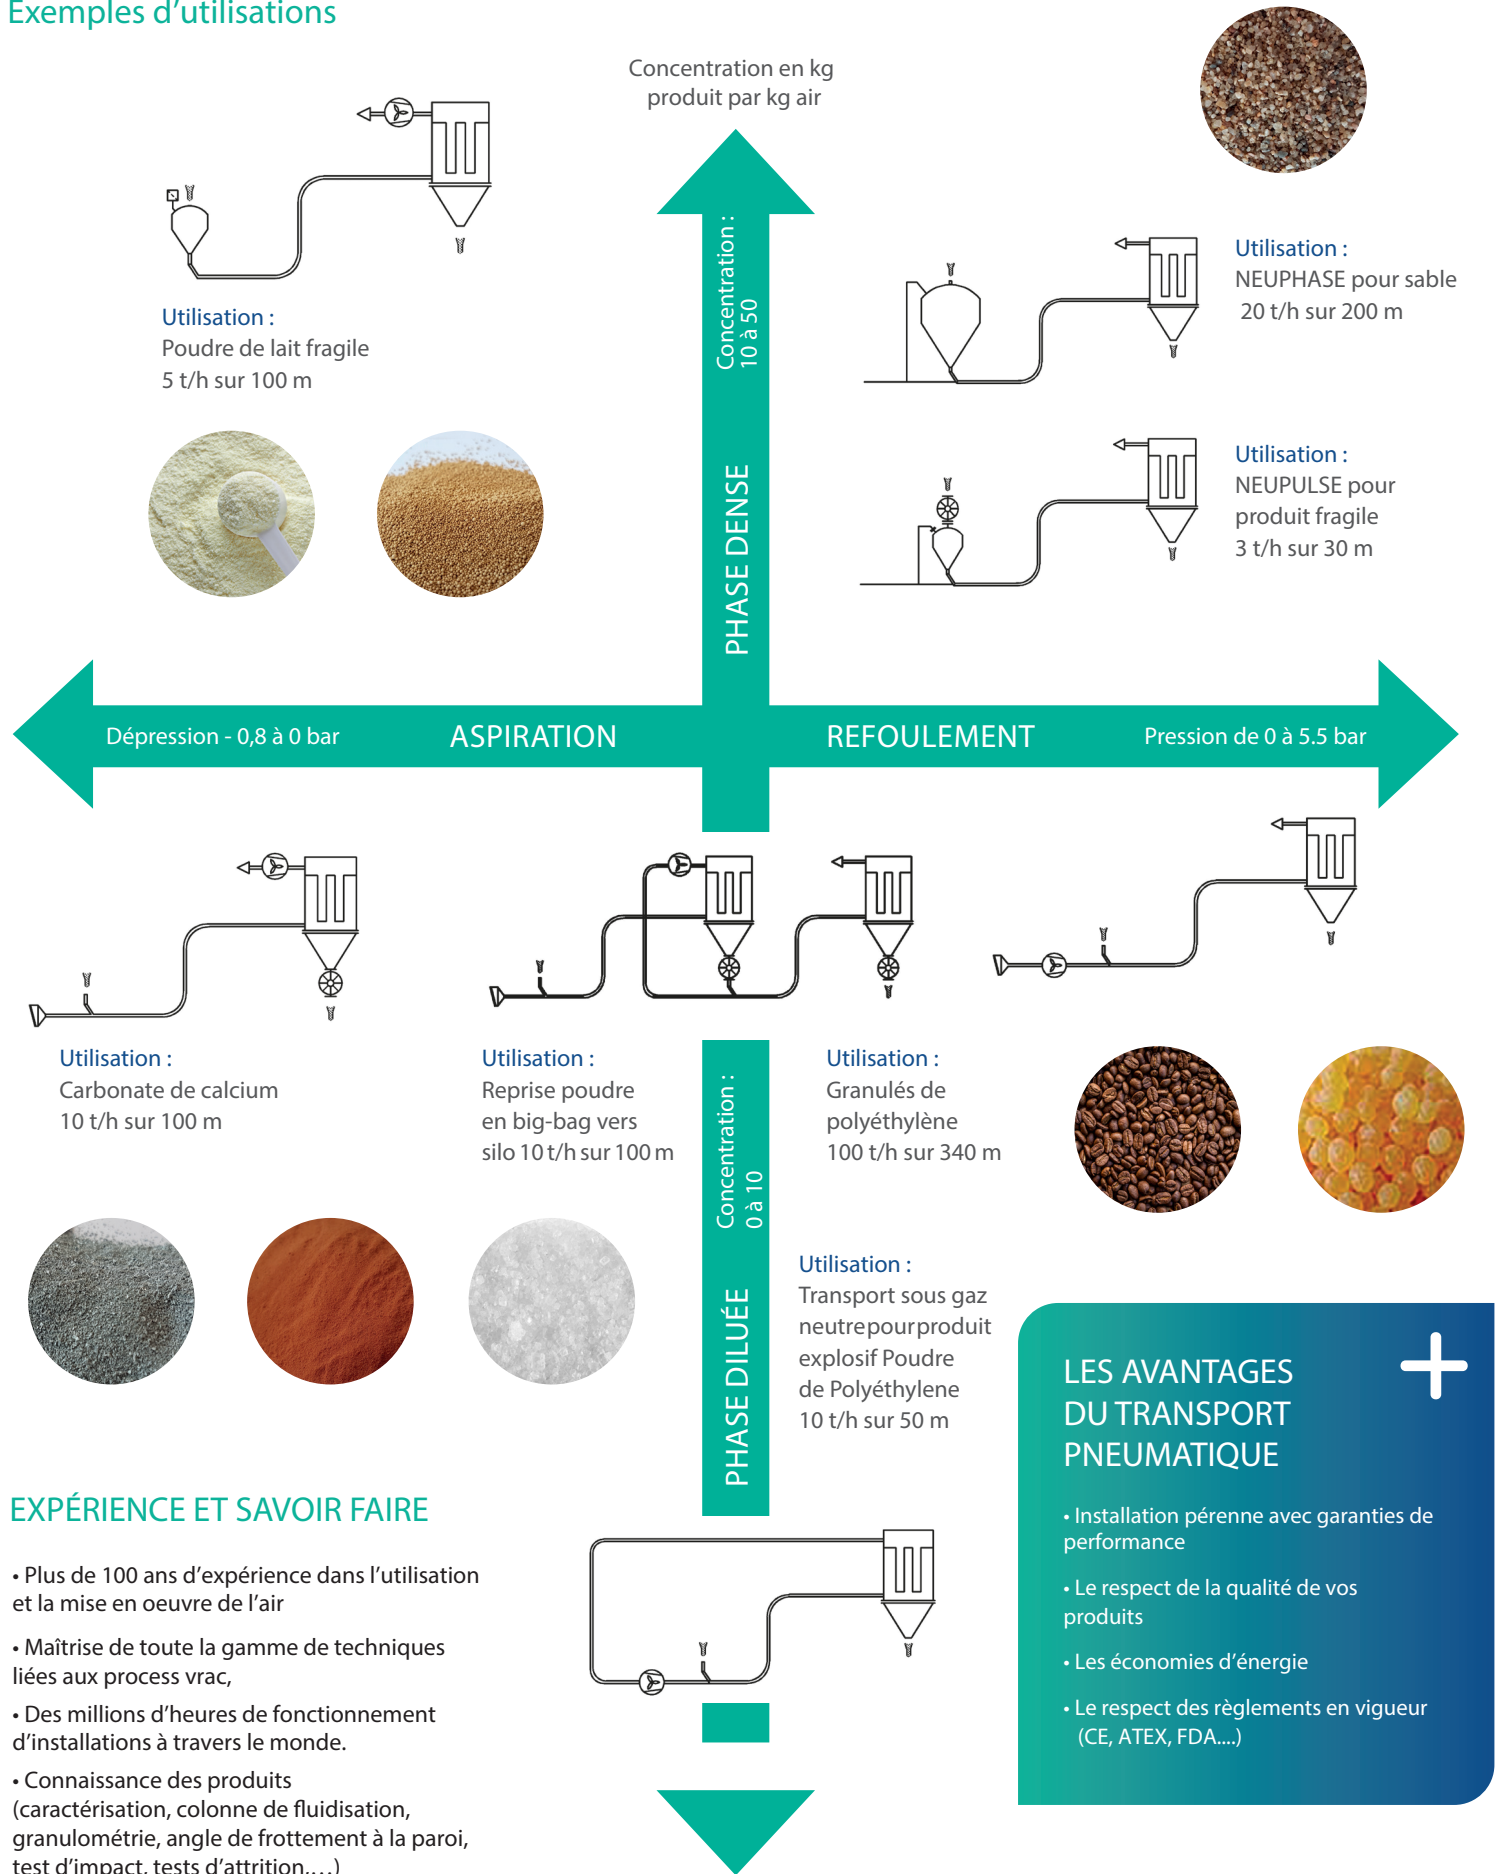 Exemples d'utilisations
Concentration en kg
produit par kg air
Concentration :
10 à 50
PHASE DENSE
Utilisation :
Poudre de lait fragile
5 t/h sur 100 m
Utilisation :
NEUPHASE pour sable
20 t/h sur 200 m
Utilisation :
NEUPULSE pour
produit fragile
3 t/h sur 30 m
Dépression - 0,8 à 0 bar
ASPIRATION
REFOULEMENT
Pression de 0 à 5.5 bar
Utilisation :
Carbonate de calcium
10 t/h sur 100 m
Utilisation :
Reprise poudre
en big-bag vers
silo 10 t/h sur 100 m
Concentration :
0 à 10
PHASE DILUÉE
Utilisation :
Granulés de
polyéthylène
100 t/h sur 340 m
Utilisation :
Transport sous gaz
neutre pour produit
explosif Poudre
de Polyéthylene
10 t/h sur 50 m
EXPÉRIENCE ET SAVOIR FAIRE
• Plus de 100 ans d'expérience dans l'utilisation
et la mise en oeuvre de l'air
• Maîtrise de toute la gamme de techniques
liées aux process vrac,
• Des millions d'heures de fonctionnement
d'installations à travers le monde.
• Connaissance des produits
(caractérisation, colonne de fluidisation,
granulométrie, angle de frottement à la paroi,
test d'impact, tests d'attrition,…)
LES AVANTAGES
DU TRANSPORT
PNEUMATIQUE
• Installation pérenne avec garanties de
performance
• Le respect de la qualité de vos
produits
• Les économies d'énergie
• Le respect des règlements en vigueur
(CE, ATEX, FDA....)